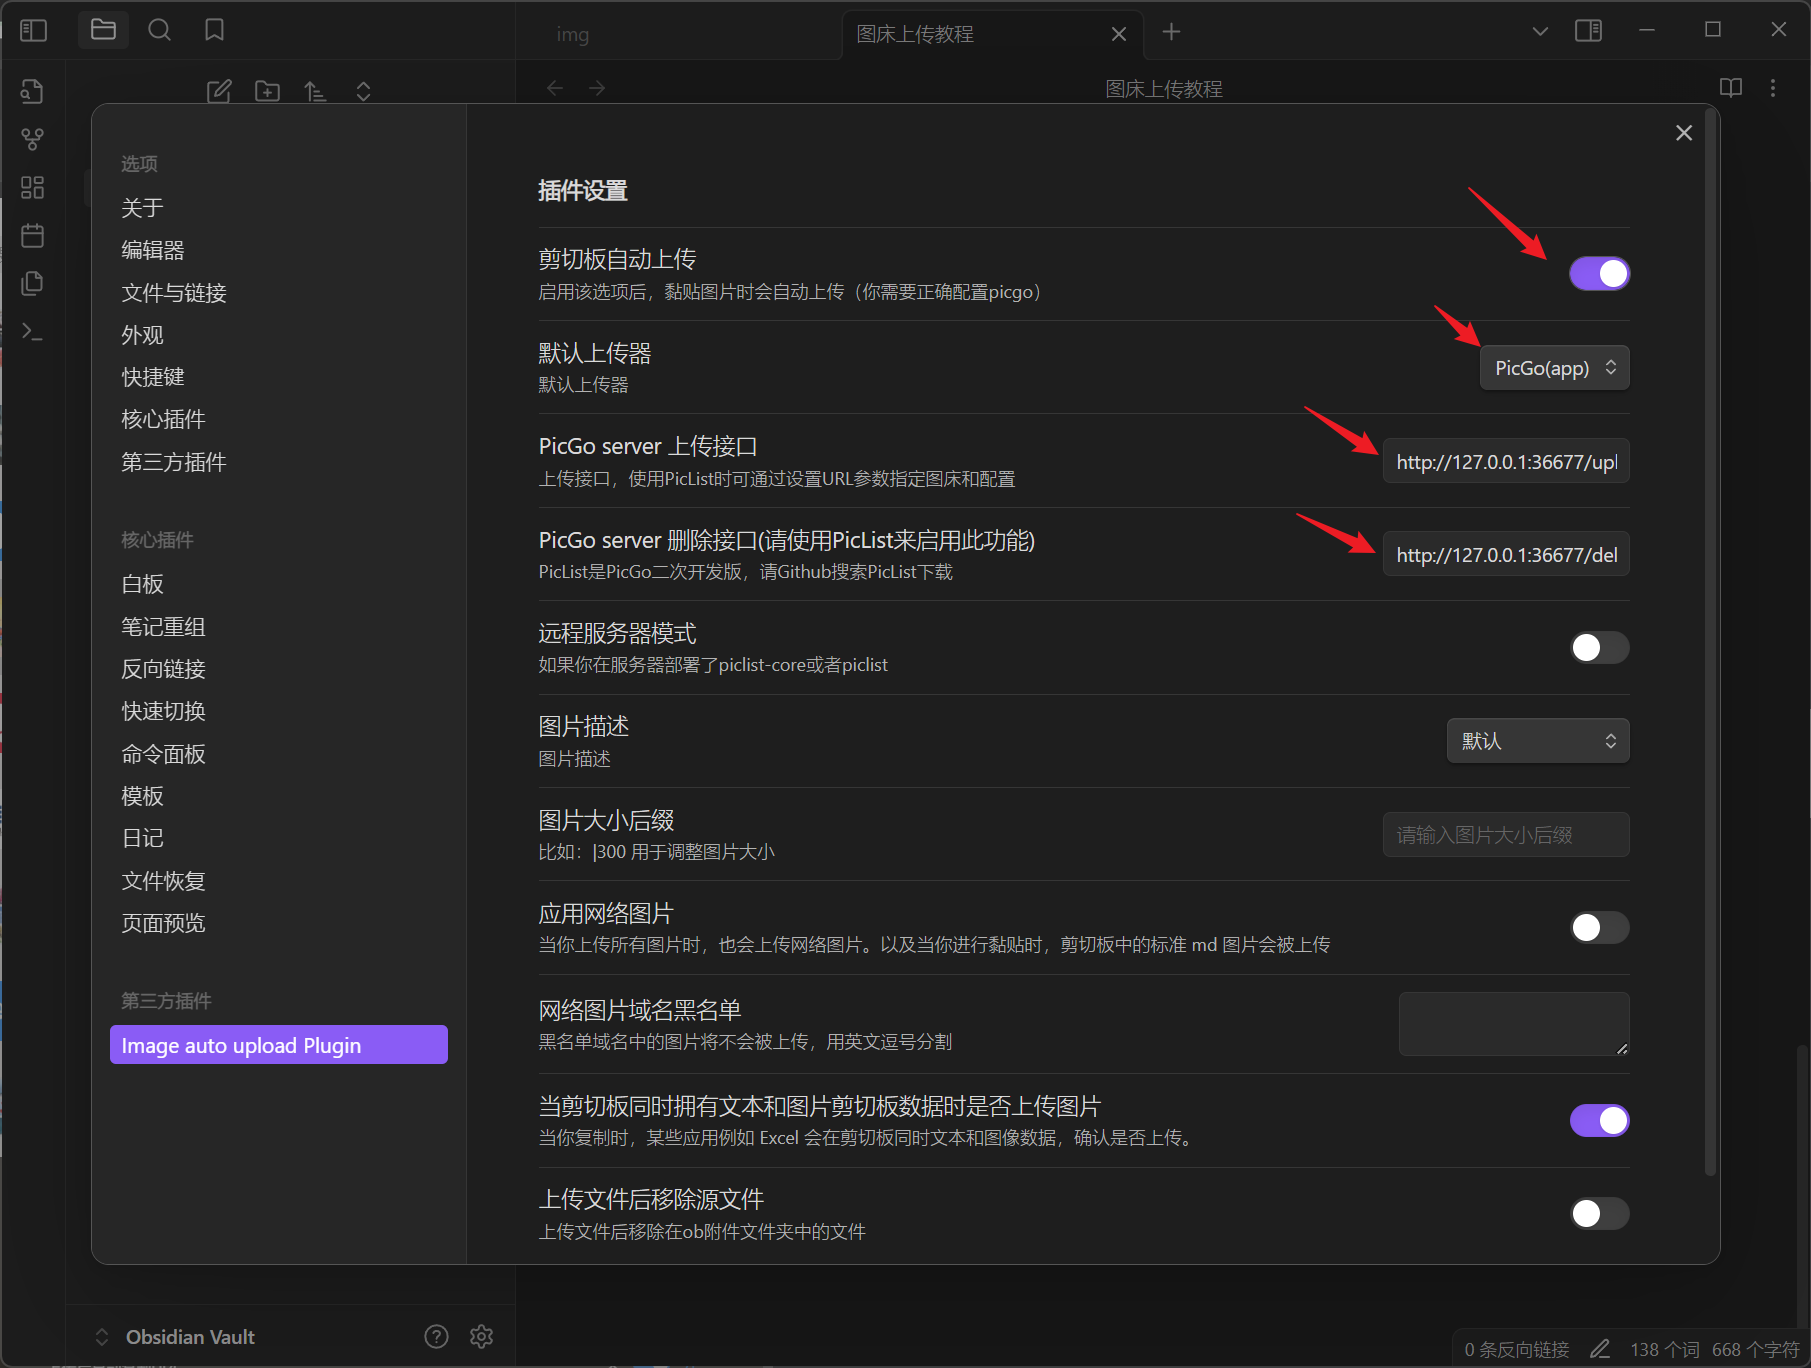 img
图床上传教程
图床上传教程
选项
关于
编辑器
文件与链接
外观
快捷键
核心插件
第三方插件
核心插件
白板
笔记重组
反向链接
快速切换
命令面板
模板
日记
文件恢复
页面预览
第三方插件
Image auto upload Plugin
插件设置
剪切板自动上传
启用该选项后，黏贴图片时会自动上传（你需要正确配置picgo）
默认上传器
默认上传器
PicGo(app)
PicGo server 上传接口
上传接口，使用PicList时可通过设置URL参数指定图床和配置
http://127.0.0.1:36677/upl
PicGo server 删除接口(请使用PicList来启用此功能)
PicList是PicGo二次开发版，请Github搜索PicList下载
http://127.0.0.1:36677/del
远程服务器模式
如果你在服务器部署了piclist-core或者piclist
图片描述
图片描述
默认
图片大小后缀
比如：|300 用于调整图片大小
请输入图片大小后缀
应用网络图片
当你上传所有图片时，也会上传网络图片。以及当你进行黏贴时，剪切板中的标准 md 图片会被上传
网络图片域名黑名单
黑名单域名中的图片将不会被上传，用英文逗号分割
当剪切板同时拥有文本和图片剪切板数据时是否上传图片
当你复制时，某些应用例如 Excel 会在剪切板同时文本和图像数据，确认是否上传。
上传文件后移除源文件
上传文件后移除在ob附件文件夹中的文件
Obsidian Vault
0 条反向链接
138 个词
668 个字符